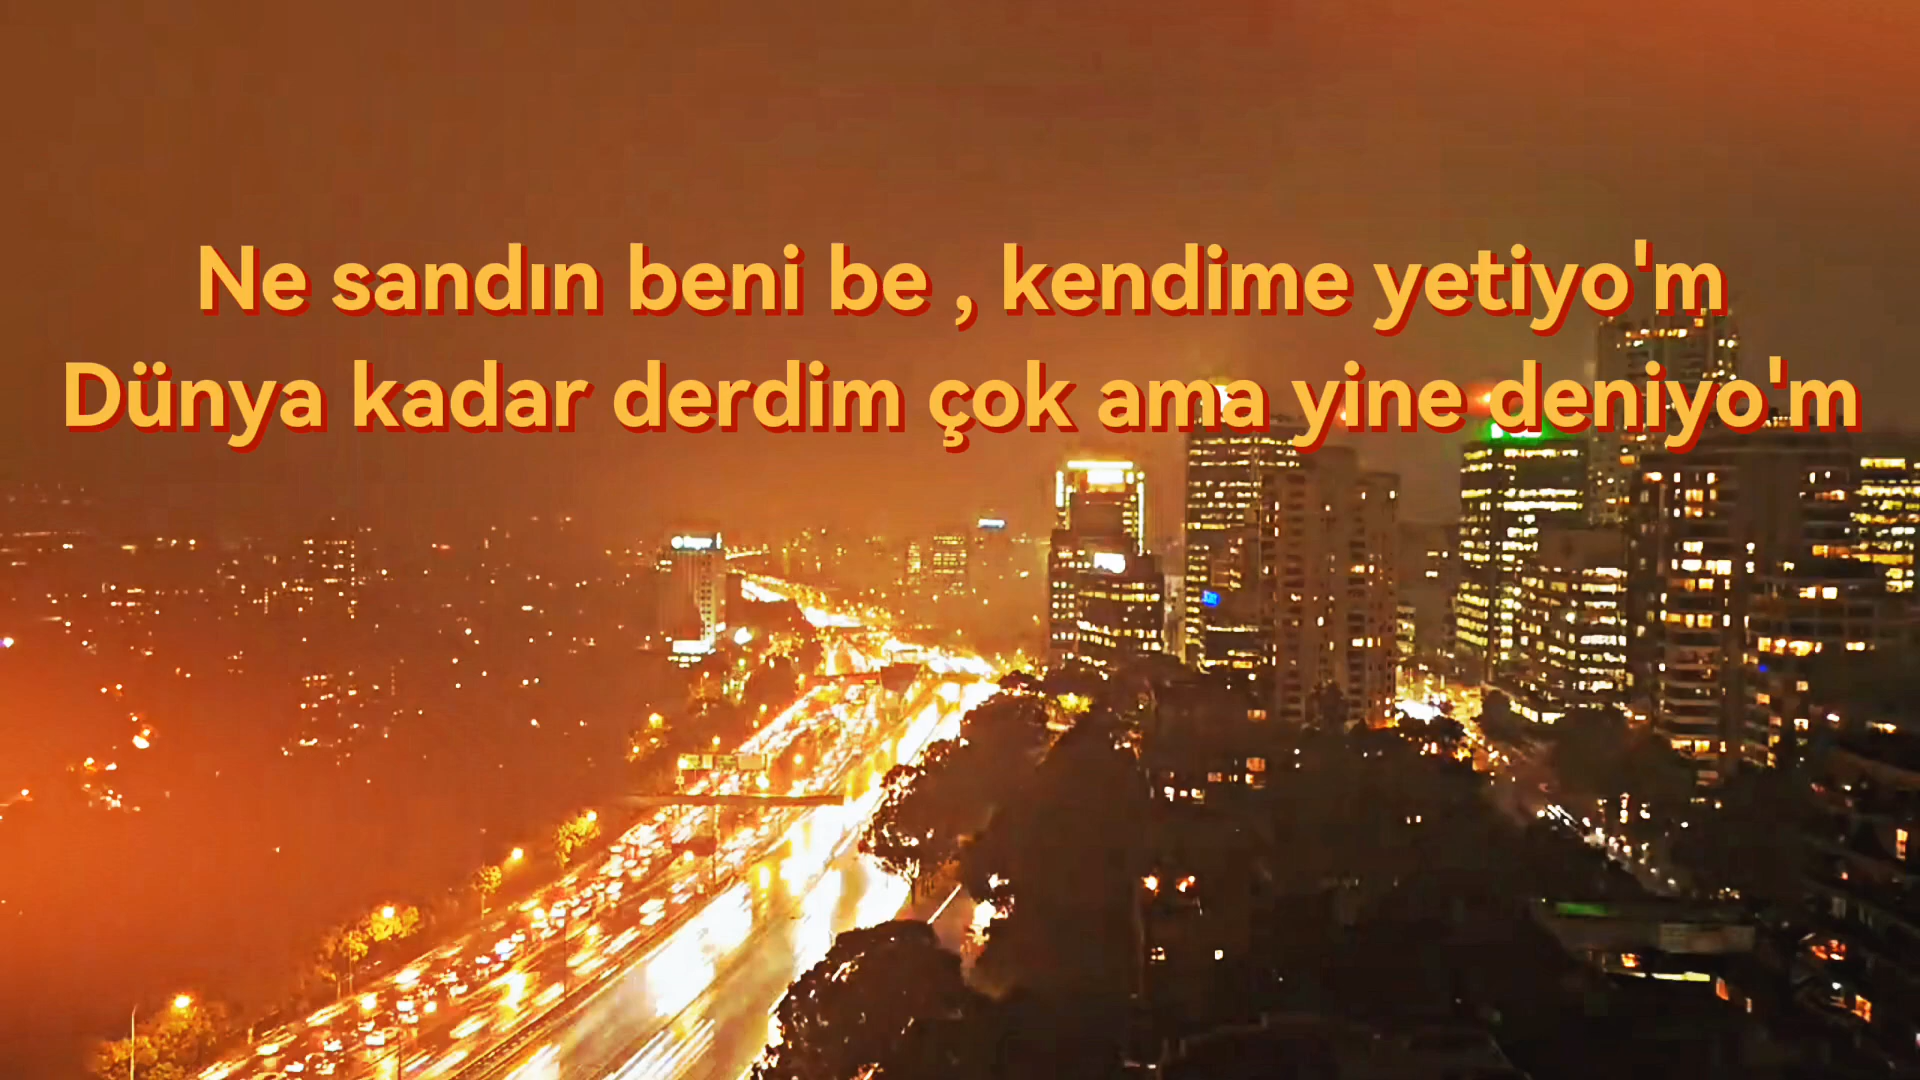 Ne sandın beni be , kendime yetiyo'm
Dünya kadar derdim çok ama yine deniyo'm